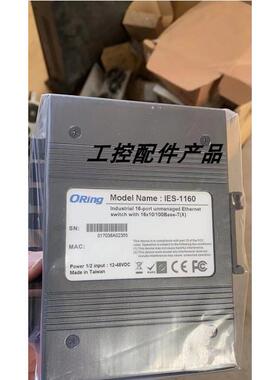 工控配件产品
ORing
Model Name : IES-1160
Industrial 16-port unmanaged Ethernet
switch with 16x10/100Base-T(X)
SN:
MAC:
Power 1/2 input : 12-48VDC
Made in Taiwan